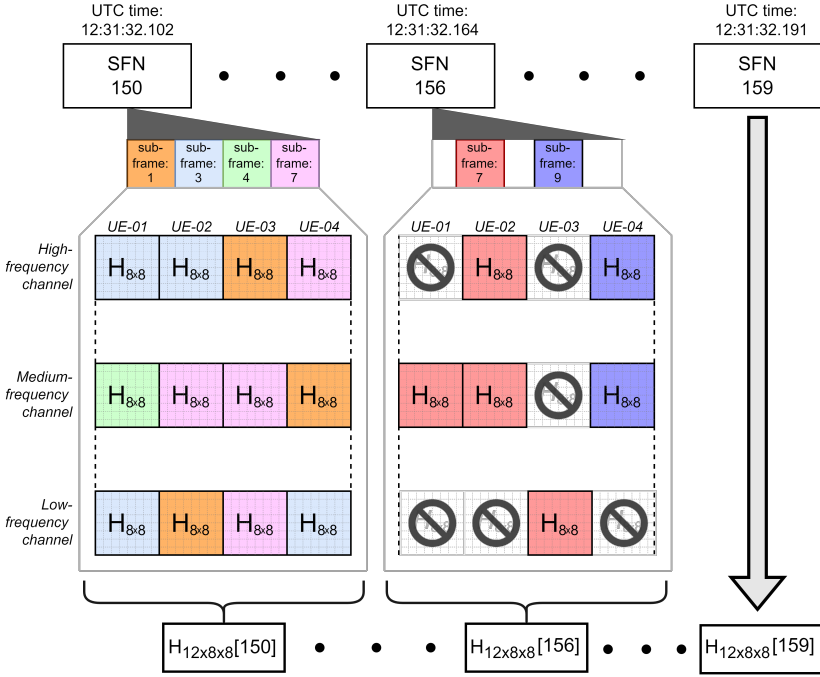 UTC time:
12:31:32.102
UTC time:
12:31:32.164
UTC time:
12:31:32.191
SFN
150
SFN
156
SFN
159
sub-
frame:
1
sub-
frame:
3
sub-
frame:
4
sub-
frame:
7
sub-
frame:
7
sub-
frame:
9
UE-01 UE-02 UE-03 UE-04
UE-01 UE-02 UE-03 UE-04
High-
frequency
channel
H8x8 H8x8 H8x8 H8x8
H8x8 H8x8
Medium-
frequency
channel
H8x8 H8x8 H8x8 H8x8
H8x8 H8x8 H8x8
Low-
frequency
channel
H8x8 H8x8 H8x8 H8x8
H8x8
H12x8x8[150]
H12x8x8[156]
H12x8x8[159]